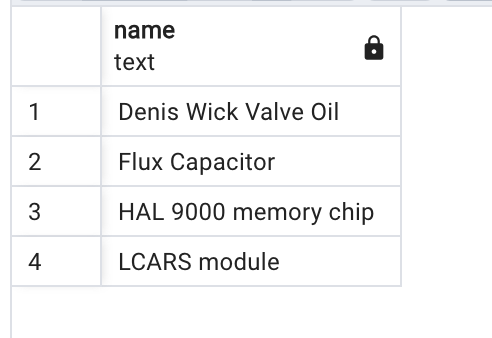 name
text
1 Denis Wick Valve Oil
2 Flux Capacitor
3 HAL 9000 memory chip
4 LCARS module